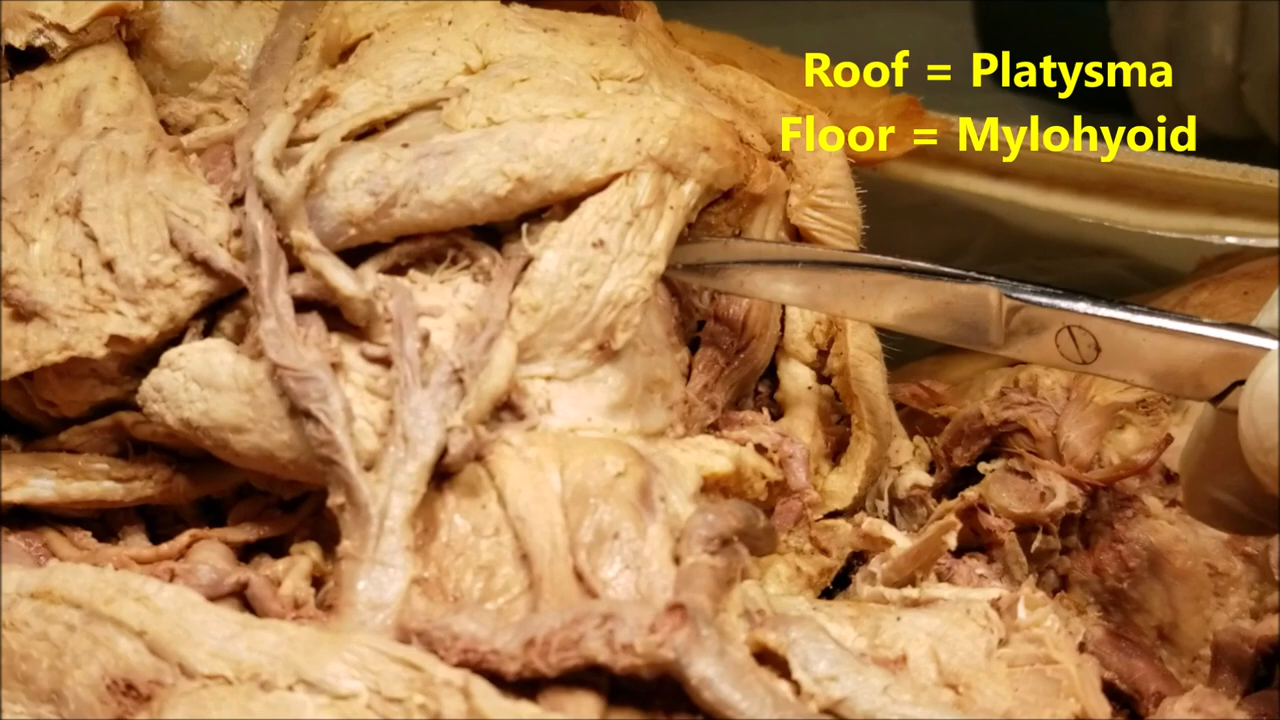 Roof = Platysma
Floor = Mylohyoid